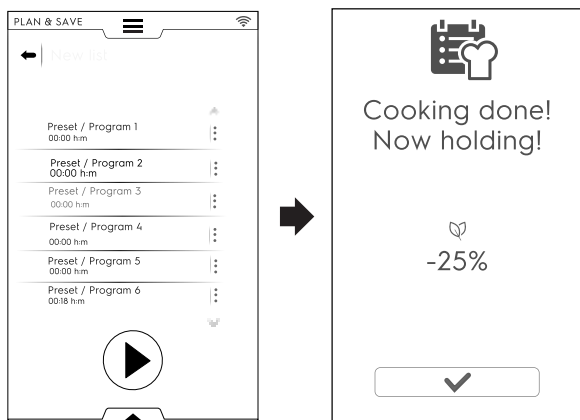 PLAN & SAVE
New list
Preset / Program 1
00:00 h:m
Preset / Program 2
00:00 h:m
Preset / Program 3
00:00 h:m
Preset / Program 4
00:00 h:m
Preset / Program 5
00:00 h:m
Preset / Program 6
00:18 h:m
Cooking done!
Now holding!
-25%